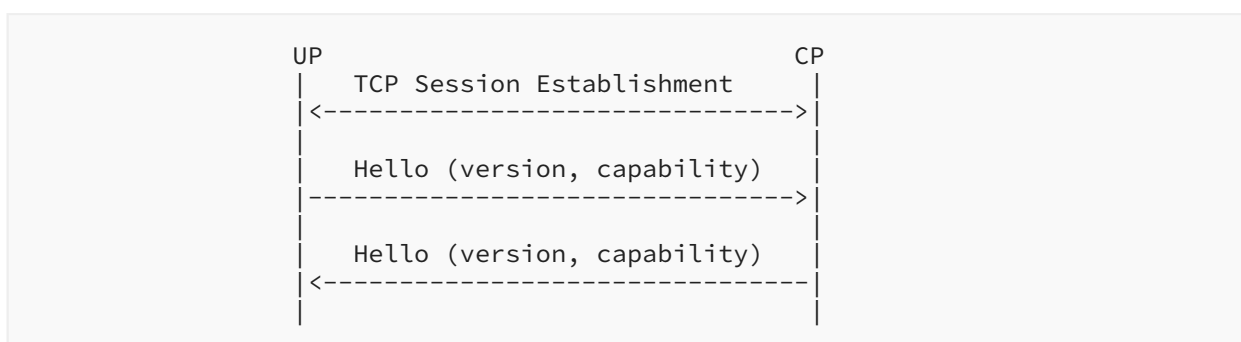 UP CP
| TCP Session Establishment |
|<------------------------------->|
| |
| Hello (version, capability) |
|-------------------------------->|
| |
| Hello (version, capability) |
|<--------------------------------|
| |